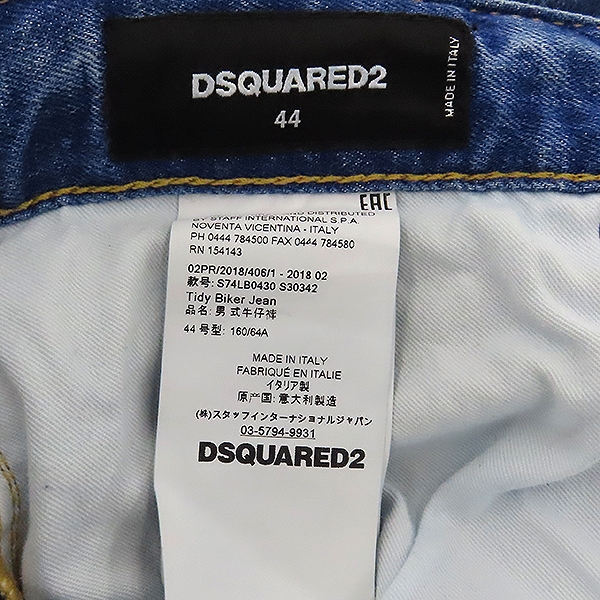 DSQUARED2
44
MADE IN ITALY
EAC
DISTRIBUTED
BY STAFF INTERNATIONAL S.P.A.
NOVENTA VICENTINA - ITALY
PH 0444 784500 FAX 0444 784580
RN 154143
02PR/2018/406/1 - 2018 02
款号: S74LB0430 S30342
Tidy Biker Jean
品名: 男式牛仔裤
44 号型: 160/64A
MADE IN ITALY
FABRIQUÉ EN ITALIE
イタリア製
原产国: 意大利製造
(株)スタッフインターナショナルジャパン
03-5794-9931
DSQUARED2